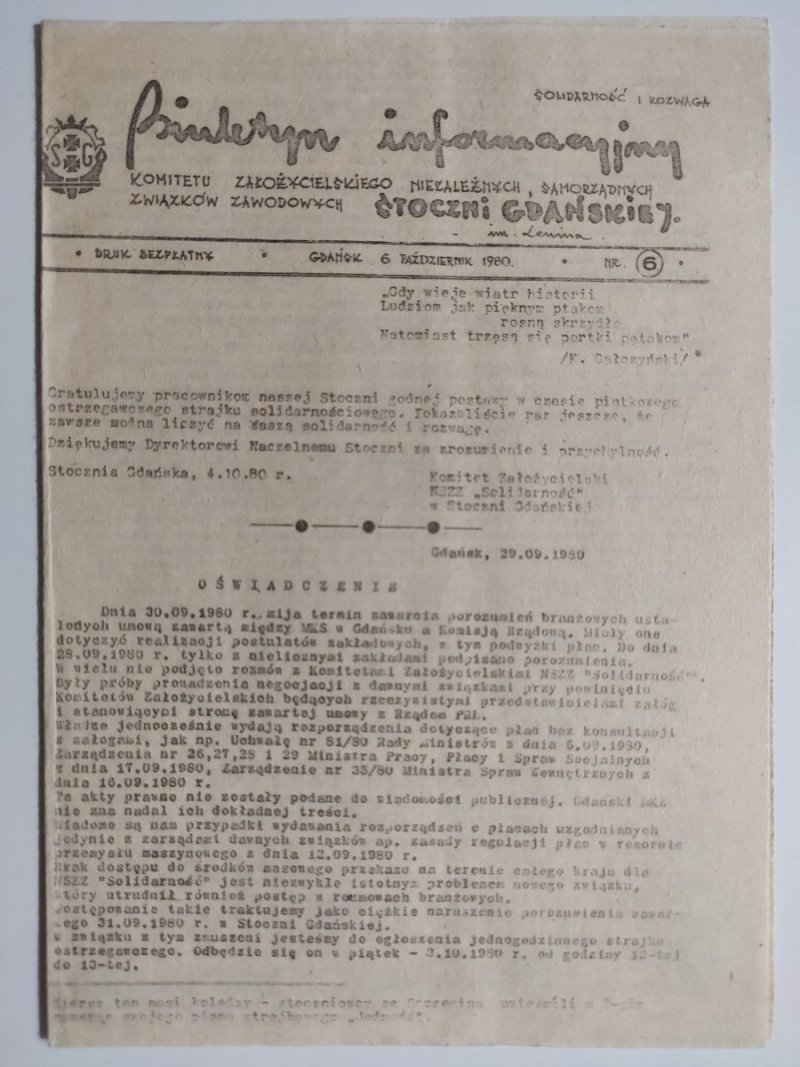 SOLIDARNOŚĆ I ROZWAGA
Biuletyn informacyjny
SG
KOMITETU ZAŁOŻYCIELSKIEGO NIEZALEŻNYCH, SAMORZĄDNYCH
ZWIĄZKÓW ZAWODOWYCH STOCZNI GDAŃSKIEJ.
im. Lenina
• DRUK BEZPŁATNY • GDAŃSK 6 PAŹDZIERNIK 1980. • NR. 6 •
„Gdy wieje wiatr historii
Ludziom jak pięknym ptakom
rosną skrzydła
Natomiast trzęsą się portki pętakom"
/K. Gałczyński/ *
Gratulujemy pracownikom naszej Stoczni godnej postawy w czasie piątkowego
ostrzegawczego strajku solidarnościowego. Pokazaliście raz jeszcze, że
zawsze można liczyć na Waszą solidarność i rozwagę.
Dziękujemy Dyrektorowi Naczelnemu Stoczni za zrozumienie i przychylność.
Stocznia Gdańska, 4.10.80 r.
Komitet Założycielski
NSZZ „Solidarność"
w Stoczni Gdańskiej
Gdańsk, 29.09.1980
OŚWIADCZENIE
Dnia 30.09.1980 r. mija termin zawarcia porozumień branżowych usta-
lonych umową zawartą między MKS w Gdańsku a Komisją Rządową. Miały one
dotyczyć realizacji postulatów zakładowych, w tym podwyżki płac. Do dnia
28.09.1980 r. tylko z nielicznymi zakładami podpisano porozumienia.
W wielu nie podjęto rozmów z Komitetami Założycielskimi NSZZ "Solidarność".
Były próby prowadzenia negocjacji z dawnymi związkami przy pominięciu
Komitetów Założycielskich będących rzeczywistymi przedstawicielami załóg
i stanowiącymi stronę zawartej umowy z Rządem PRL.
Władze jednocześnie wydają rozporządzenia dotyczące płac bez konsultacji
z załogami, jak np. Uchwałę nr 81/80 Rady Ministrów z dnia 6.09.1980,
Zarządzenia nr 26,27,28 i 29 Ministra Pracy, Płacy i Spraw Socjalnych
z dnia 17.09.1980, Zarządzenie nr 35/80 Ministra Spraw Wewnętrznych z
dnia 16.09.1980 r.
Te akty prawne nie zostały podane do wiadomości publicznej. Gdański MKZ
nie zna nadal ich dokładnej treści.
Wiadome są nam przypadki wydawania rozporządzeń o płacach uzgadnianych
jedynie z zarządami dawnych związków np. zasady regulacji płac w resorcie
przemysłu maszynowego z dnia 12.09.1980 r.
Brak dostępu do środków masowego przekazu na terenie całego kraju dla
NSZZ "Solidarność" jest niezwykle istotnym problemem nowego związku,
który utrudnił również postęp w rozmowach branżowych.
Postępowanie takie traktujemy jako ciężkie naruszenie porozumienia zawar-
tego 31.09.1980 r. w Stoczni Gdańskiej.
W związku z tym zmuszeni jesteśmy do ogłoszenia jednogodzinnego strajku
ostrzegawczego. Odbędzie się on w piątek - 3.10.1980 r. od godziny 12-tej
do 13-tej.
ten nasi koledzy - stoczniowcy ze Szczecina umieścili w
numerze swojego pisma strajkowego „Jedność".